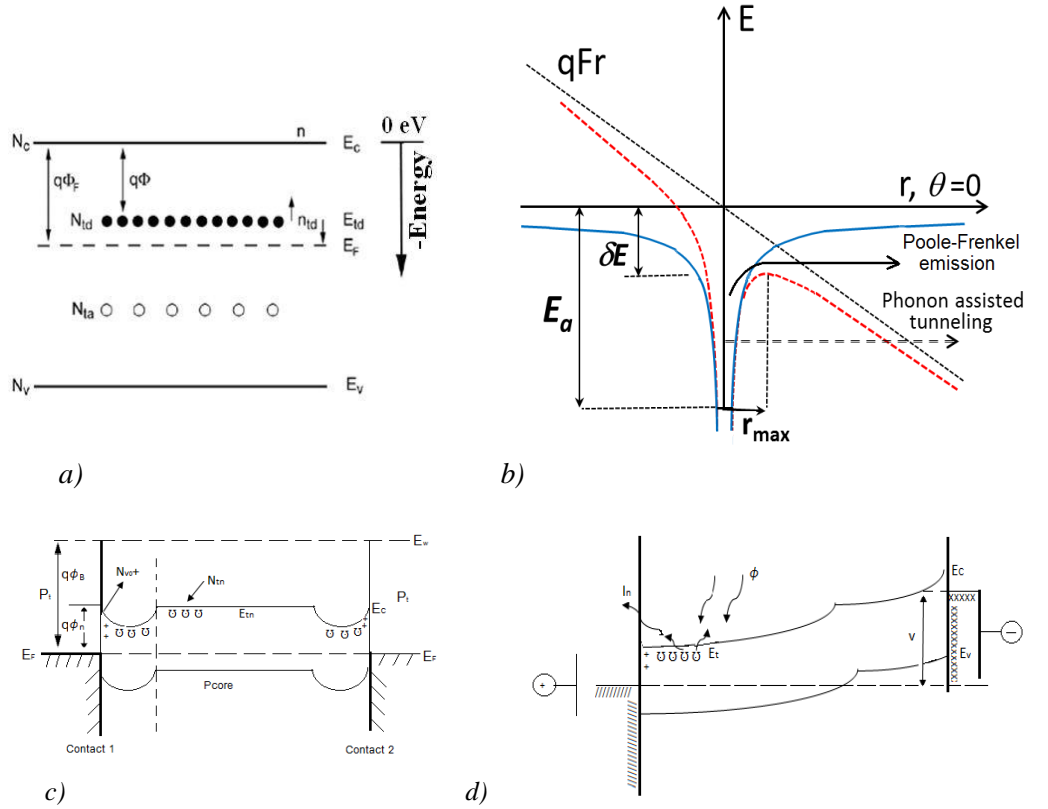 N_c
n
E_c
0 eV
qΦ_F
qΦ
-Energy
N_td
n_td
E_td
E_F
N_ta
N_v
E_v
a)
E
qFr
r, θ=0
δE
Poole-Frenkel
emission
E_a
Phonon assisted
tunneling
r_max
b)
E_w
qϕ_B
N_vo+
N_tn
P_t
P_t
qϕ_n
E_tn
E_C
E_F
E_F
Pcore
Contact 1
Contact 2
c)
E_C
ϕ
I_n
xxxxx
V
E_t
E_v
d)